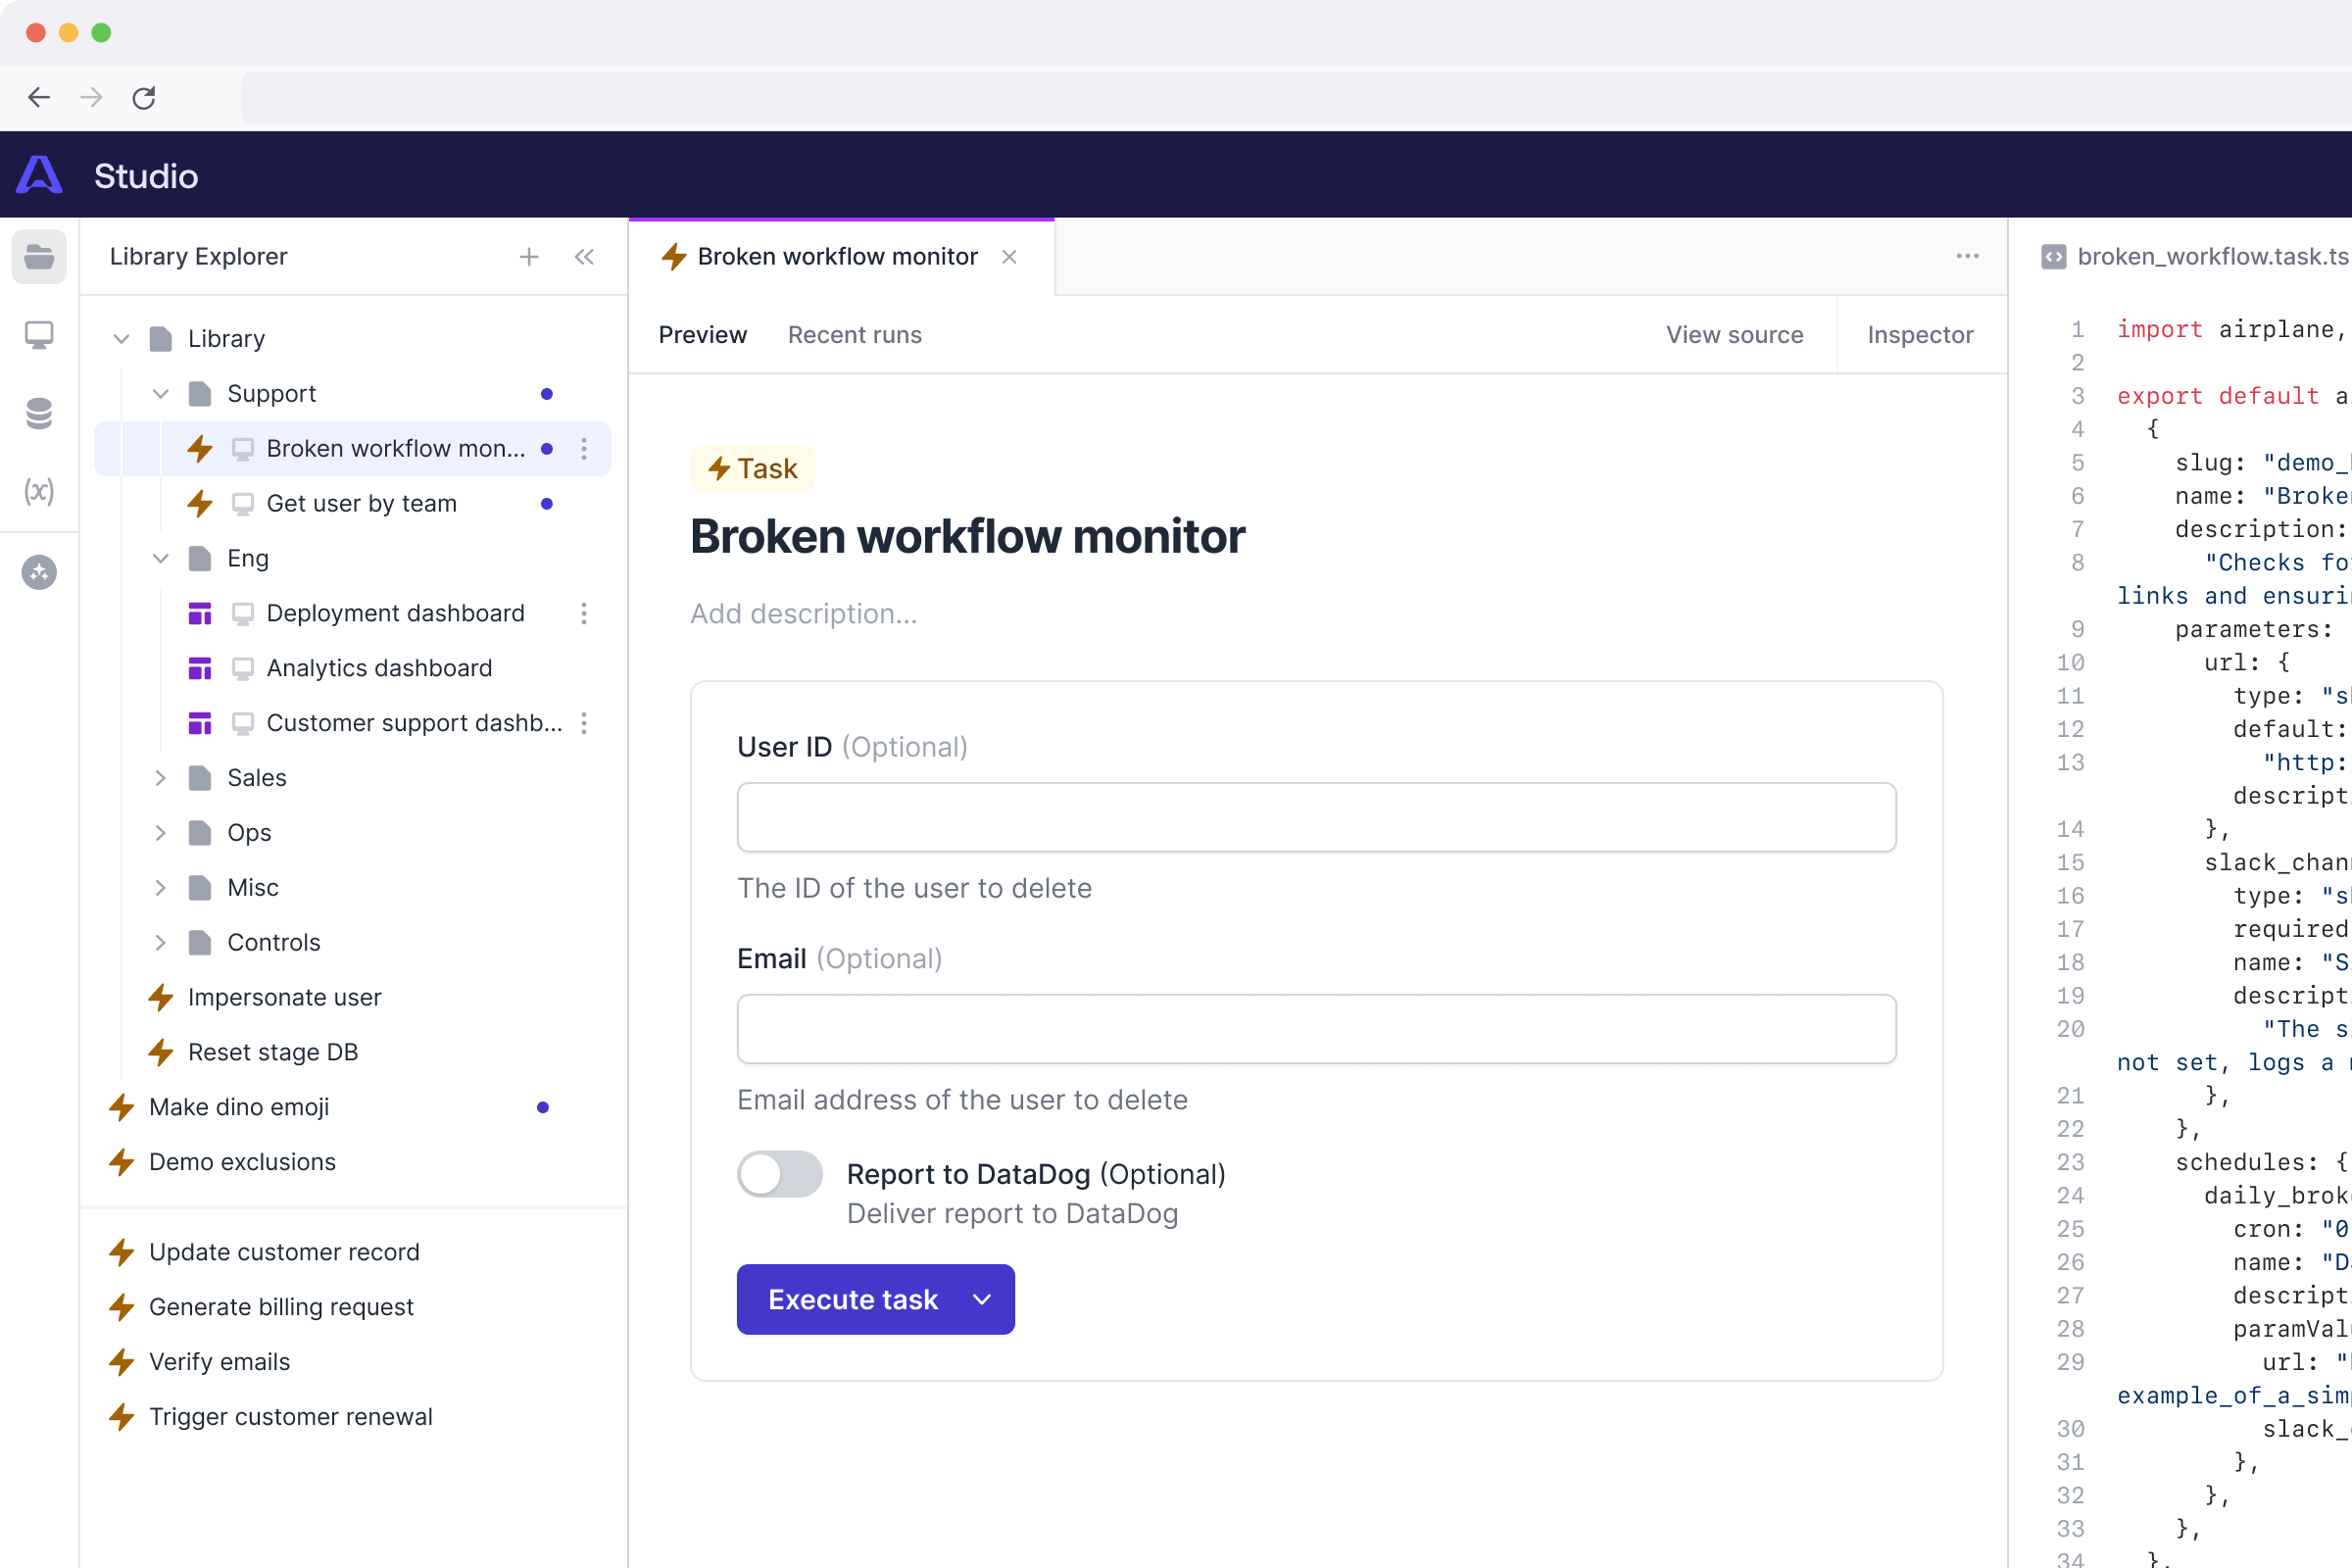 Studio
Library Explorer
Library
Support
Broken workflow mon...
Get user by team
Eng
Deployment dashboard
Analytics dashboard
Customer support dashb...
Sales
Ops
Misc
Controls
Impersonate user
Reset stage DB
Make dino emoji
Demo exclusions
Update customer record
Generate billing request
Verify emails
Trigger customer renewal
Broken workflow monitor
Preview
Recent runs
View source
Inspector
Task
Broken workflow monitor
Add description...
User ID (Optional)
The ID of the user to delete
Email (Optional)
Email address of the user to delete
Report to DataDog (Optional)
Deliver report to DataDog
Execute task
broken_workflow.task.ts
1 import airplane,
2
3 export default
4 {
5 slug: "demo_
6 name: "Broke
7 description:
8 "Checks
links and
9 parameters:
10 url: {
11 type:
12 default:
13 "http:
descript
14 },
15 slack_chan
16 type:
17 required
18 name:
19 descript
20 "The
not set, logs a
21 },
22 },
23 schedules: {
24 daily_brok
25 cron: "0
26 name:
27 descript
28 paramVal
29 url:
example_of_a_sim
30 slack_
31 },
32 },
33 },
34 },